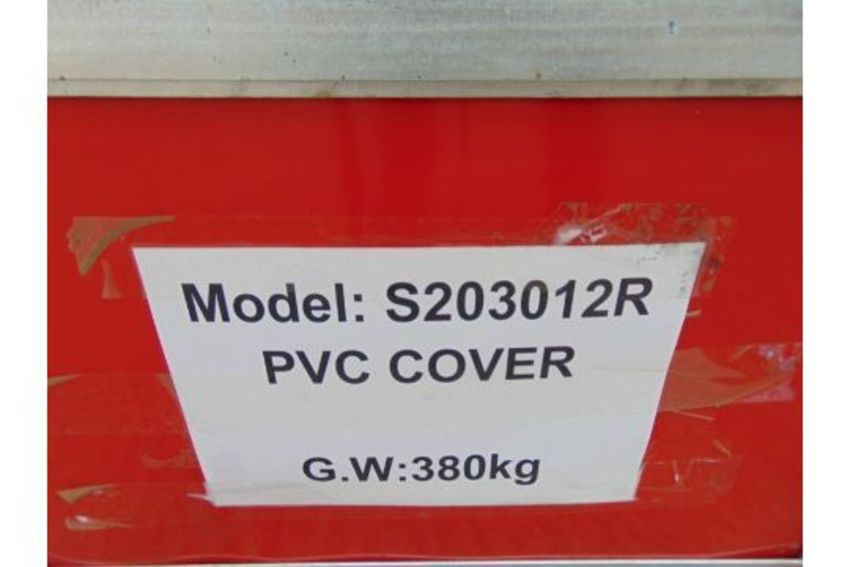 Model: S203012R
PVC COVER
G.W:380kg